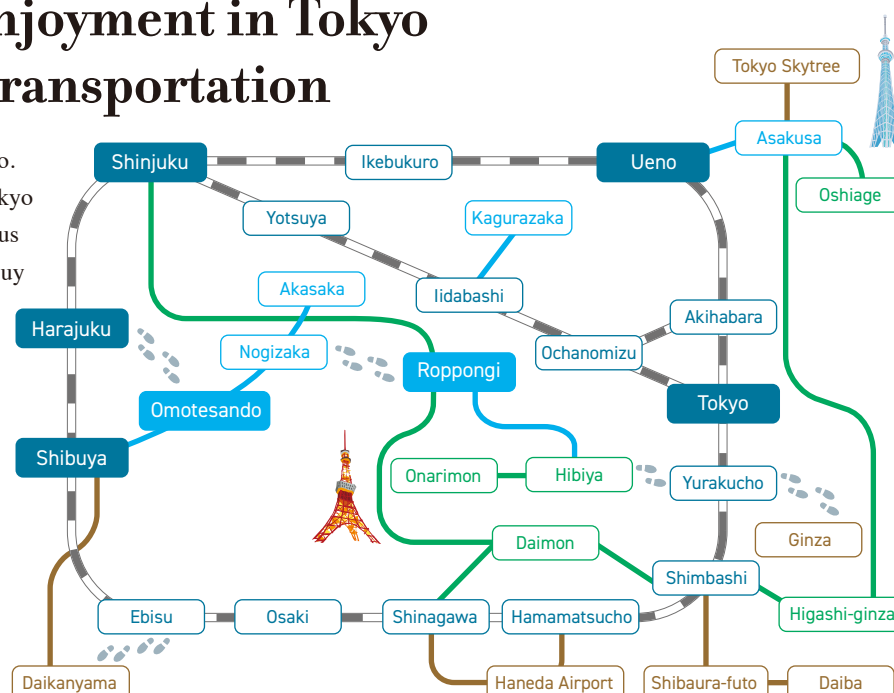 njoyment in Tokyo
ransportation
o.
kyo
us
uy
Tokyo Skytree
Asakusa
Oshiage
Shinjuku
Ikebukuro
Ueno
Yotsuya
Kagurazaka
Akasaka
Iidabashi
Harajuku
Akihabara
Nogizaka
Ochanomizu
Roppongi
Omotesando
Tokyo
Shibuya
Onarimon
Hibiya
Yurakucho
Daimon
Ginza
Shimbashi
Ebisu
Osaki
Shinagawa
Hamamatsucho
Higashi-ginza
Daikanyama
Haneda Airport
Shibaura-futo
Daiba